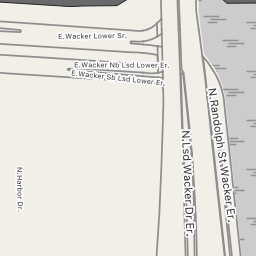 E.Wacker Lower Sr.
E.Wacker Nb Lsd Lower Er.
E.Wacker Sb Lsd Lower Er.
N.Randolph St Wacker Er.
N.Lsd Wacker Dr Er.
N.Harbor Dr.